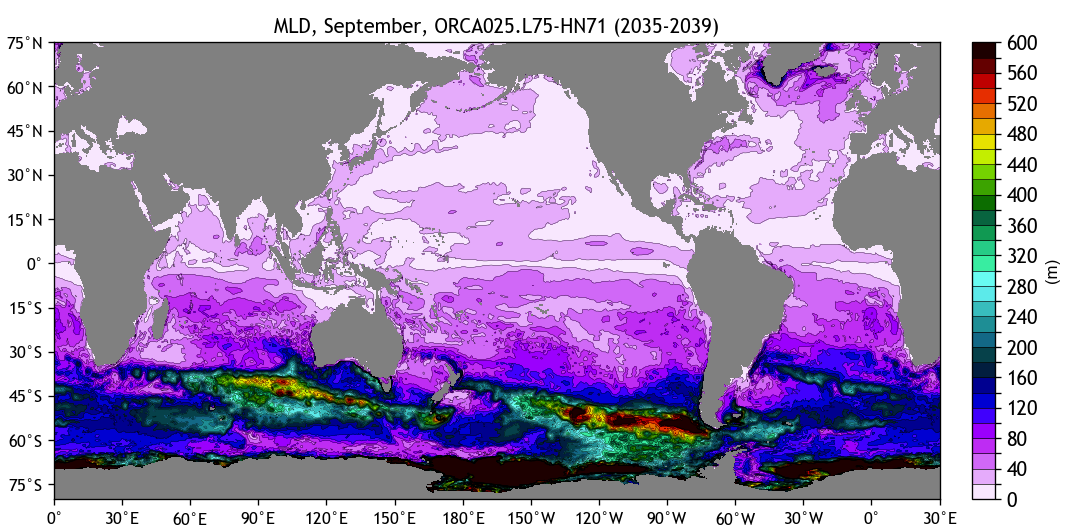 MLD, September, ORCA025.L75-HN71 (2035-2039)
75°N
60°N
45°N
30°N
15°N
0°
15°S
30°S
45°S
60°S
75°S
0° 30°E 60°E 90°E 120°E 150°E 180°E 150°W 120°W 90°W 60°W 30°W 0° 30°E
600
560
520
480
440
400
360
320
280
240
200
160
120
80
40
0
(m)